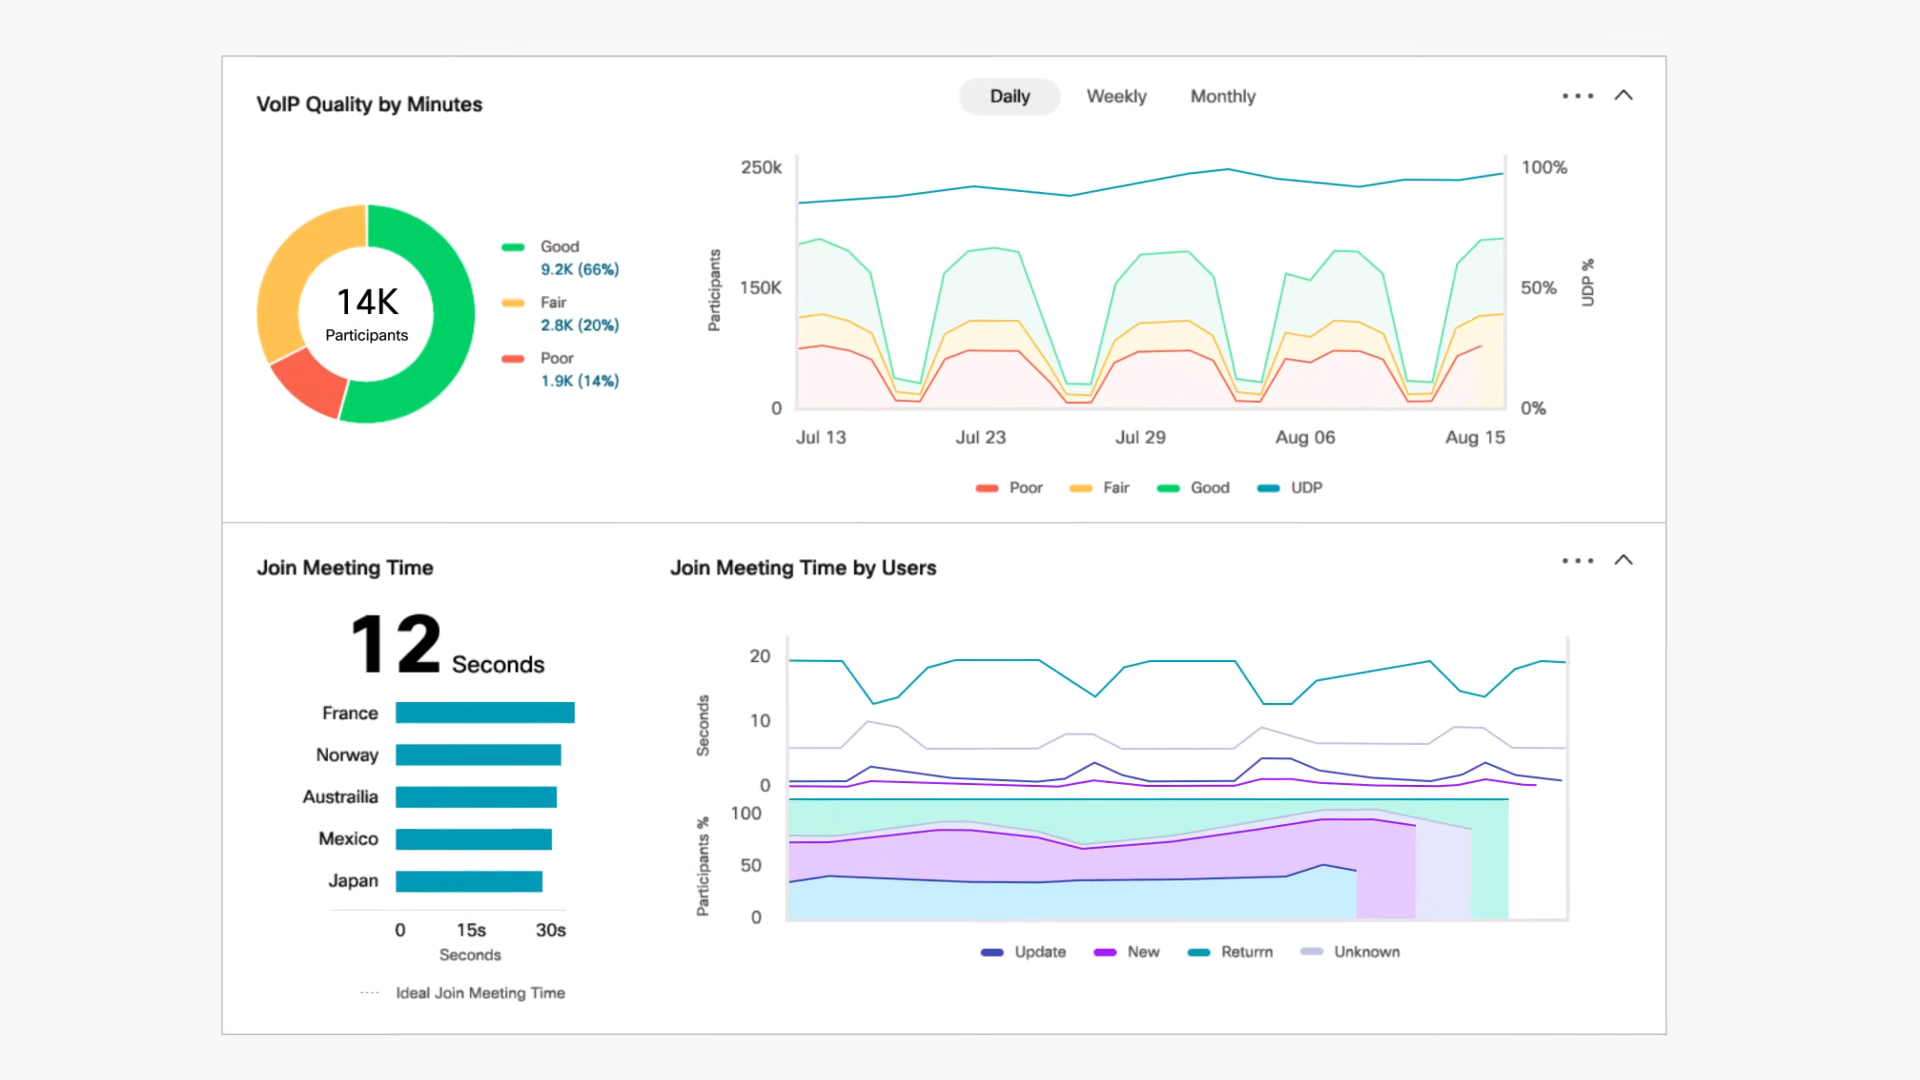 VoIP Quality by Minutes
Daily Weekly Monthly
14K
Participants
Good
9.2K (66%)
Fair
2.8K (20%)
Poor
1.9K (14%)
250k
150K
0
Participants
100%
50%
0%
UDP %
Jul 13 Jul 23 Jul 29 Aug 06 Aug 15
Poor Fair Good UDP
Join Meeting Time
12 Seconds
France
Norway
Austrailia
Mexico
Japan
0 15s 30s
Seconds
Ideal Join Meeting Time
Join Meeting Time by Users
20
10
0
Seconds
100
50
0
Participants %
Update New Returrn Unknown